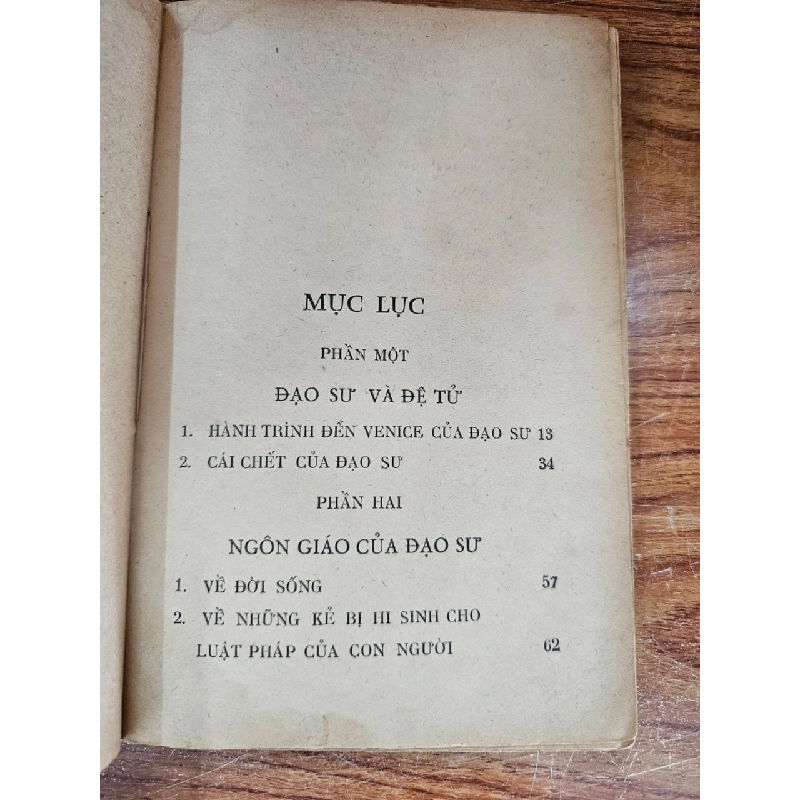 MỤC LỤC
PHẦN MỘT
ĐẠO SƯ VÀ ĐỆ TỬ
1. HÀNH TRÌNH ĐẾN VENICE CỦA ĐẠO SƯ 13
2. CÁI CHẾT CỦA ĐẠO SƯ 34
PHẦN HAI
NGÔN GIÁO CỦA ĐẠO SƯ
1. VỀ ĐỜI SỐNG 57
2. VỀ NHỮNG KẺ BỊ HI SINH CHO
LUẬT PHÁP CỦA CON NGƯỜI 62